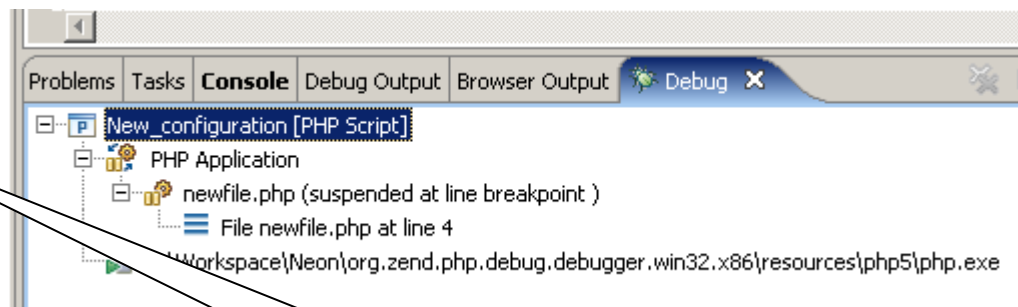 Problems Tasks Console Debug Output Browser Output Debug
New_configuration [PHP Script]
PHP Application
newfile.php (suspended at line breakpoint )
File newfile.php at line 4
Workspace\Neon\org.zend.php.debug.debugger.win32.x86\resources\php5\php.exe